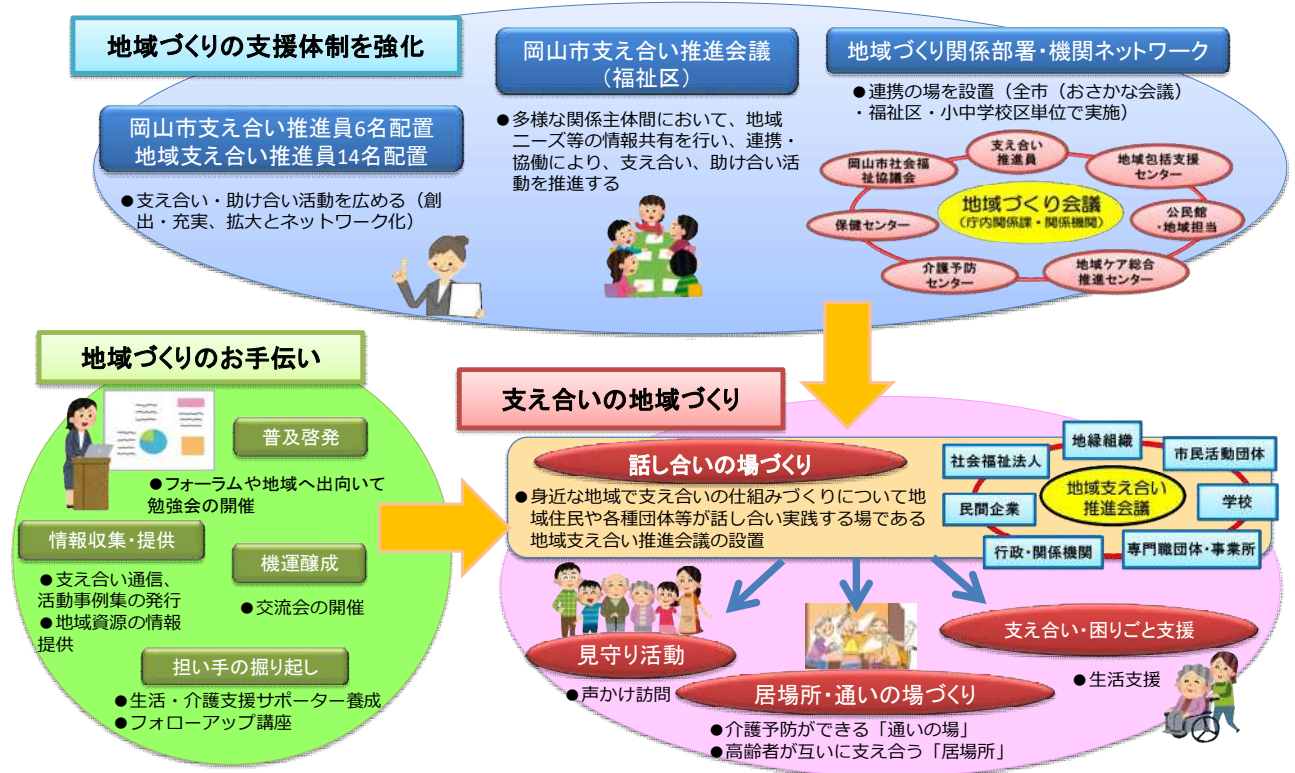 地域づくりの支援体制を強化
岡山市支え合い推進員6名配置
地域支え合い推進員14名配置
●支え合い・助け合い活動を広める（創
出・充実、拡大とネットワーク化）
岡山市支え合い推進会議
（福祉区）
●多様な関係主体間において、地域
ニーズ等の情報共有を行い、連携・
協働により、支え合い、助け合い活
動を推進する
地域づくり関係部署・機関ネットワーク
●連携の場を設置（全市（おさかな会議）
・福祉区・小中学校区単位で実施）
支え合い
推進員
岡山市社会福
祉協議会
地域包括支援
センター
地域づくり会議
(庁内関係課・関係機関)
保健センター
公民館
・地域担当
介護予防
センター
地域ケア総合
推進センター
地域づくりのお手伝い
普及啓発
●フォーラムや地域へ出向いて
勉強会の開催
情報収集・提供
●支え合い通信、
活動事例集の発行
●地域資源の情報
提供
機運醸成
●交流会の開催
担い手の掘り起し
●生活・介護支援サポーター養成
●フォローアップ講座
支え合いの地域づくり
話し合いの場づくり
●身近な地域で支え合いの仕組みづくりについて地
域住民や各種団体等が話し合い実践する場である
地域支え合い推進会議の設置
地縁組織
社会福祉法人
市民活動団体
地域支え合い
推進会議
民間企業
学校
行政・関係機関
専門職団体・事業所
見守り活動
●声かけ訪問
居場所・通いの場づくり
●介護予防ができる「通いの場」
●高齢者が互いに支え合う「居場所」
支え合い・困りごと支援
●生活支援